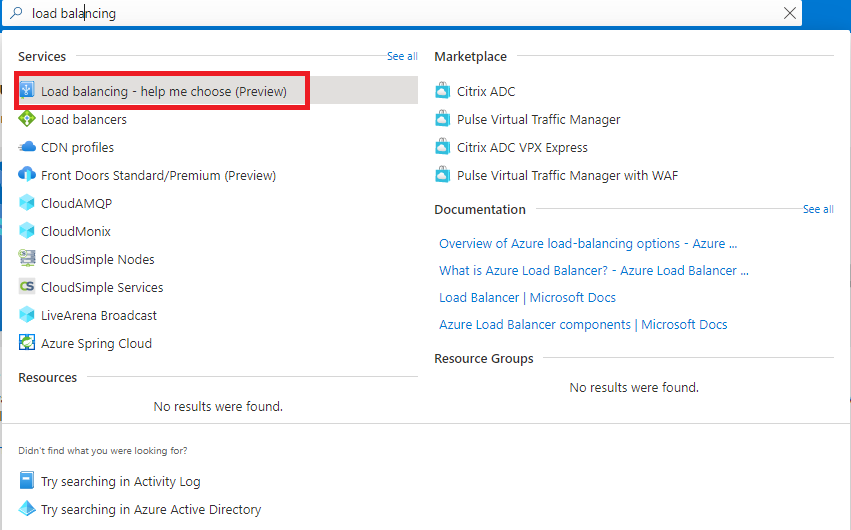 load balancing
Services
See all
Load balancing - help me choose (Preview)
Load balancers
CDN profiles
Front Doors Standard/Premium (Preview)
CloudAMQP
CloudMonix
CloudSimple Nodes
CloudSimple Services
LiveArena Broadcast
Azure Spring Cloud
Resources
No results were found.
Marketplace
Citrix ADC
Pulse Virtual Traffic Manager
Citrix ADC VPX Express
Pulse Virtual Traffic Manager with WAF
Documentation
See all
Overview of Azure load-balancing options - Azure ...
What is Azure Load Balancer? - Azure Load Balancer ...
Load Balancer | Microsoft Docs
Azure Load Balancer components | Microsoft Docs
Resource Groups
No results were found.
Didn't find what you were looking for?
Try searching in Activity Log
Try searching in Azure Active Directory